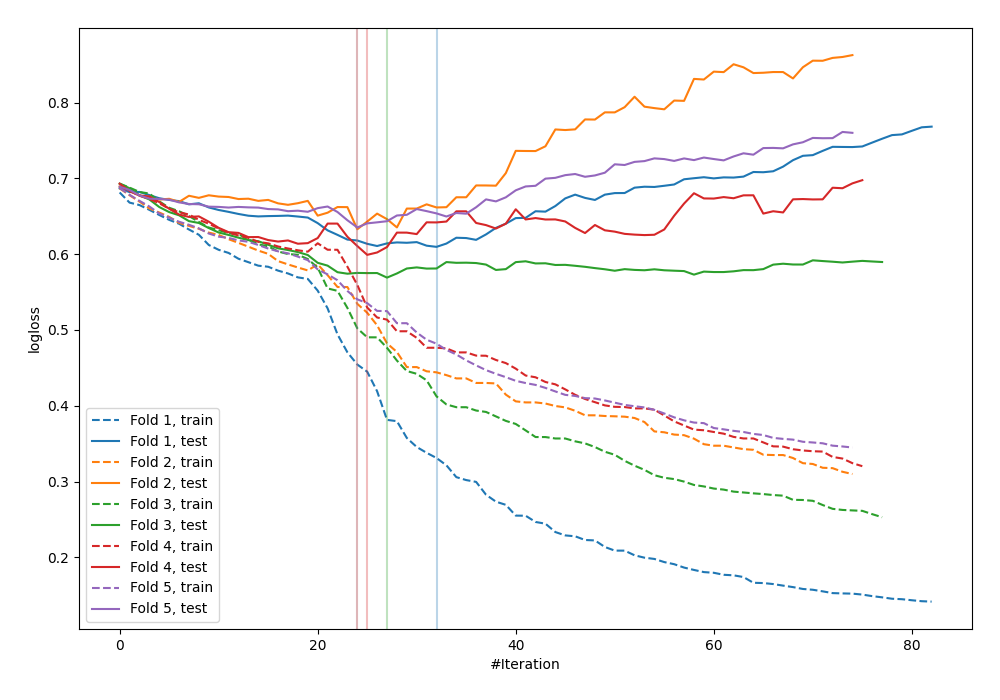 0.8
0.7
0.6
0.5
0.4
0.3
0.2
logloss
Fold 1, train
Fold 1, test
Fold 2, train
Fold 2, test
Fold 3, train
Fold 3, test
Fold 4, train
Fold 4, test
Fold 5, train
Fold 5, test
0 20 40 60 80
#Iteration